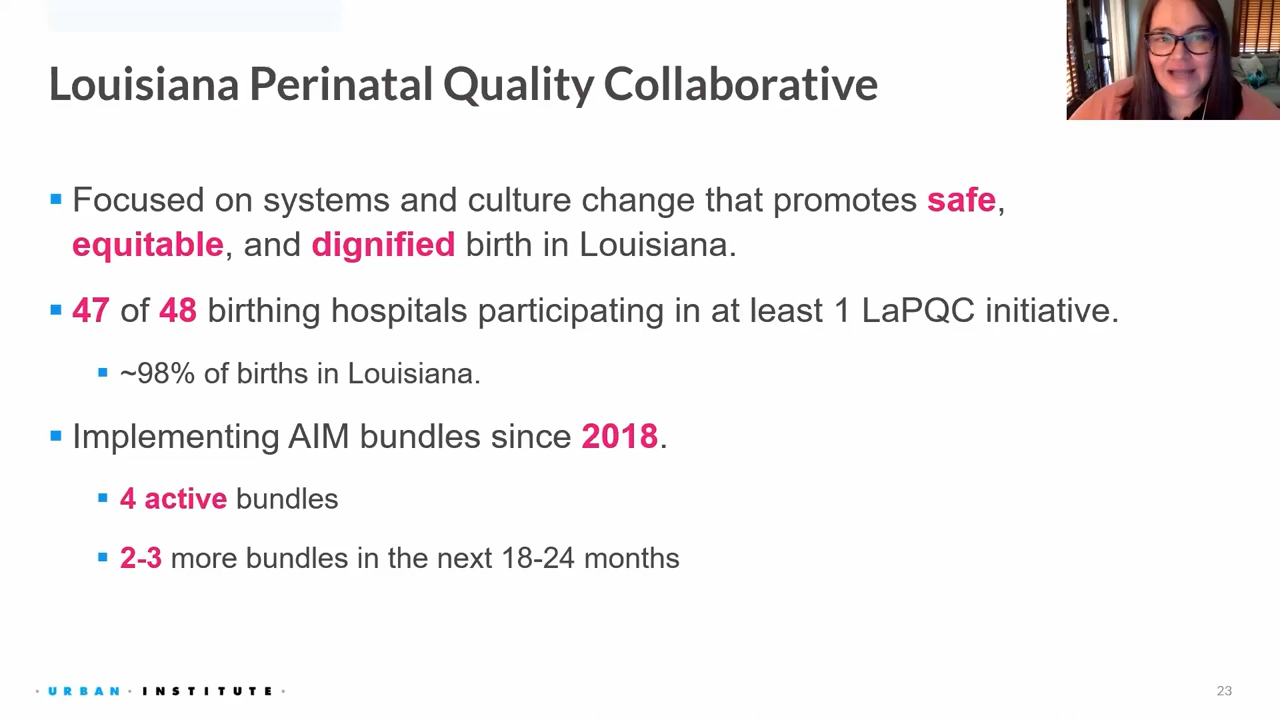 Louisiana Perinatal Quality Collaborative
Focused on systems and culture change that promotes safe,
equitable, and dignified birth in Louisiana.
47 of 48 birthing hospitals participating in at least 1 LaPQC initiative.
~98% of births in Louisiana.
Implementing AIM bundles since 2018.
4 active bundles
2-3 more bundles in the next 18-24 months
· URBAN · INSTITUTE ·
23